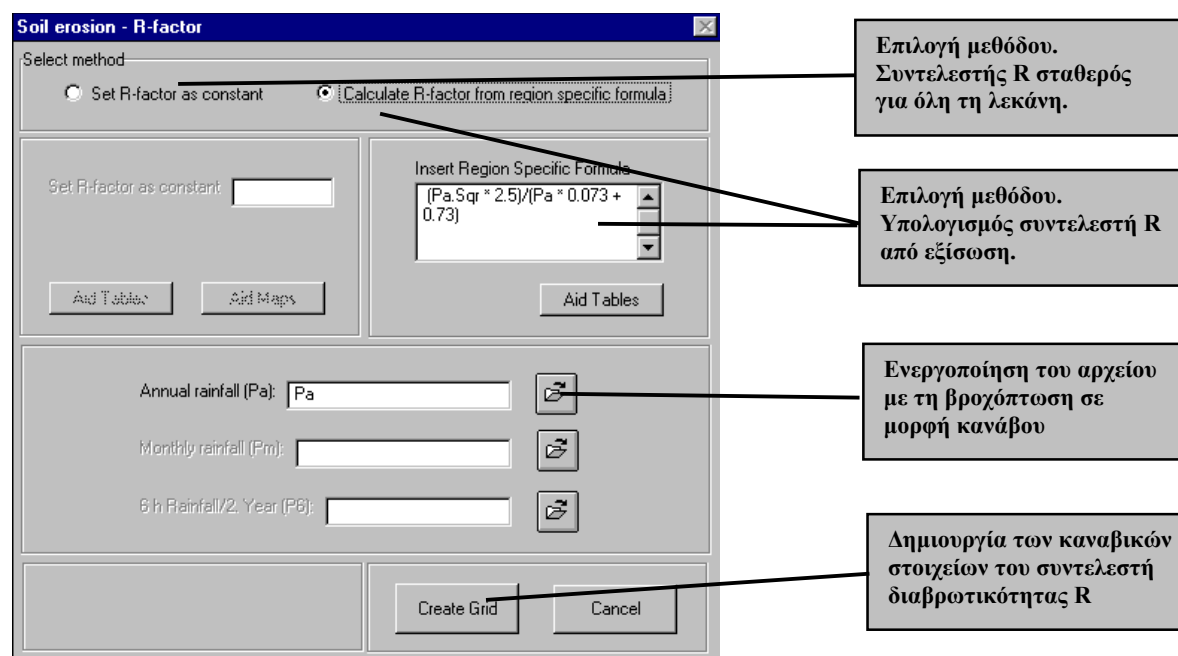 Soil erosion - R-factor
Select method
Set R-factor as constant
Calculate R-factor from region specific formula
Set R-factor as constant
Aid Tables
Aid Maps
Insert Region Specific Formula
(Pa.Sqr * 2.5)/(Pa * 0.073 +
0.73)
Aid Tables
Annual rainfall (Pa):
Pa
Monthly rainfall (Pm):
6 h Rainfall/2. Year (P6):
Create Grid
Cancel
Επιλογή μεθόδου.
Συντελεστής R σταθερός
για όλη τη λεκάνη.
Επιλογή μεθόδου.
Υπολογισμός συντελεστή R
από εξίσωση.
Ενεργοποίηση του αρχείου
με τη βροχόπτωση σε
μορφή κανάβου
Δημιουργία των καναβικών
στοιχείων του συντελεστή
διαβρωτικότητας R